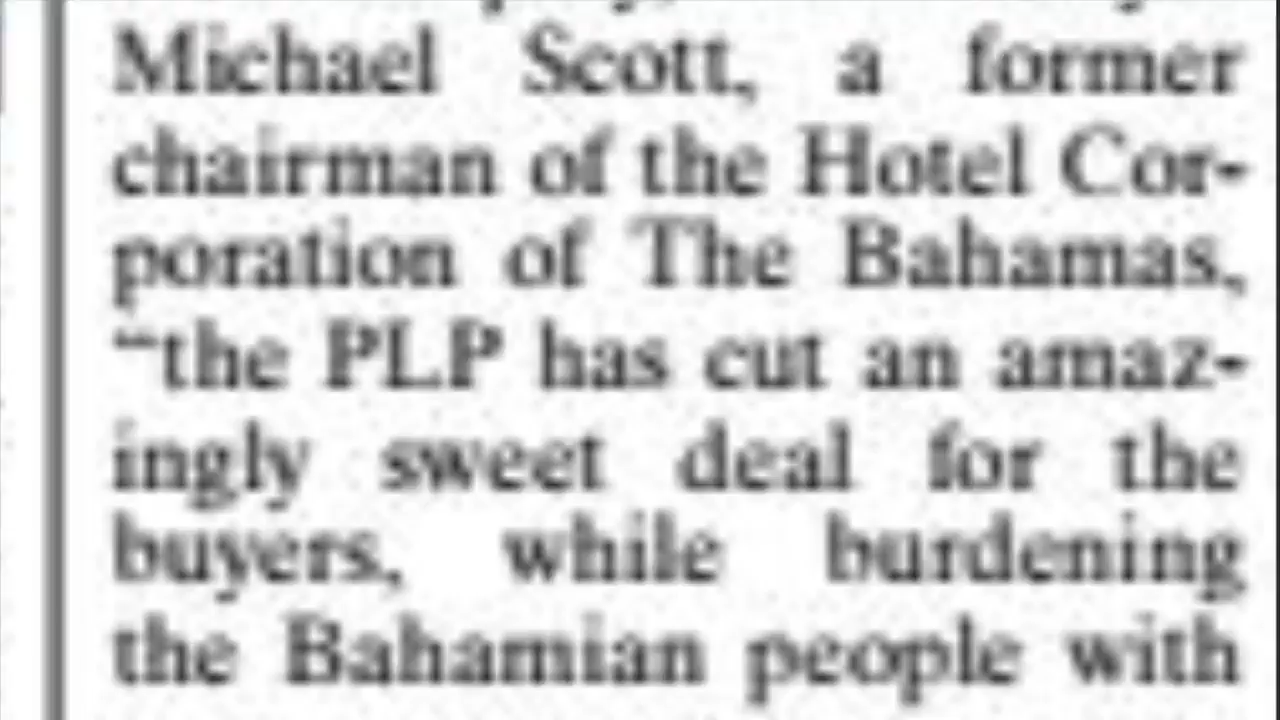 Michael Scott, a former
chairman of the Hotel Cor-
poration of The Bahamas,
“the PLP has cut an amaz-
ingly sweet deal for the
buyers, while burdening
the Bahamian people with